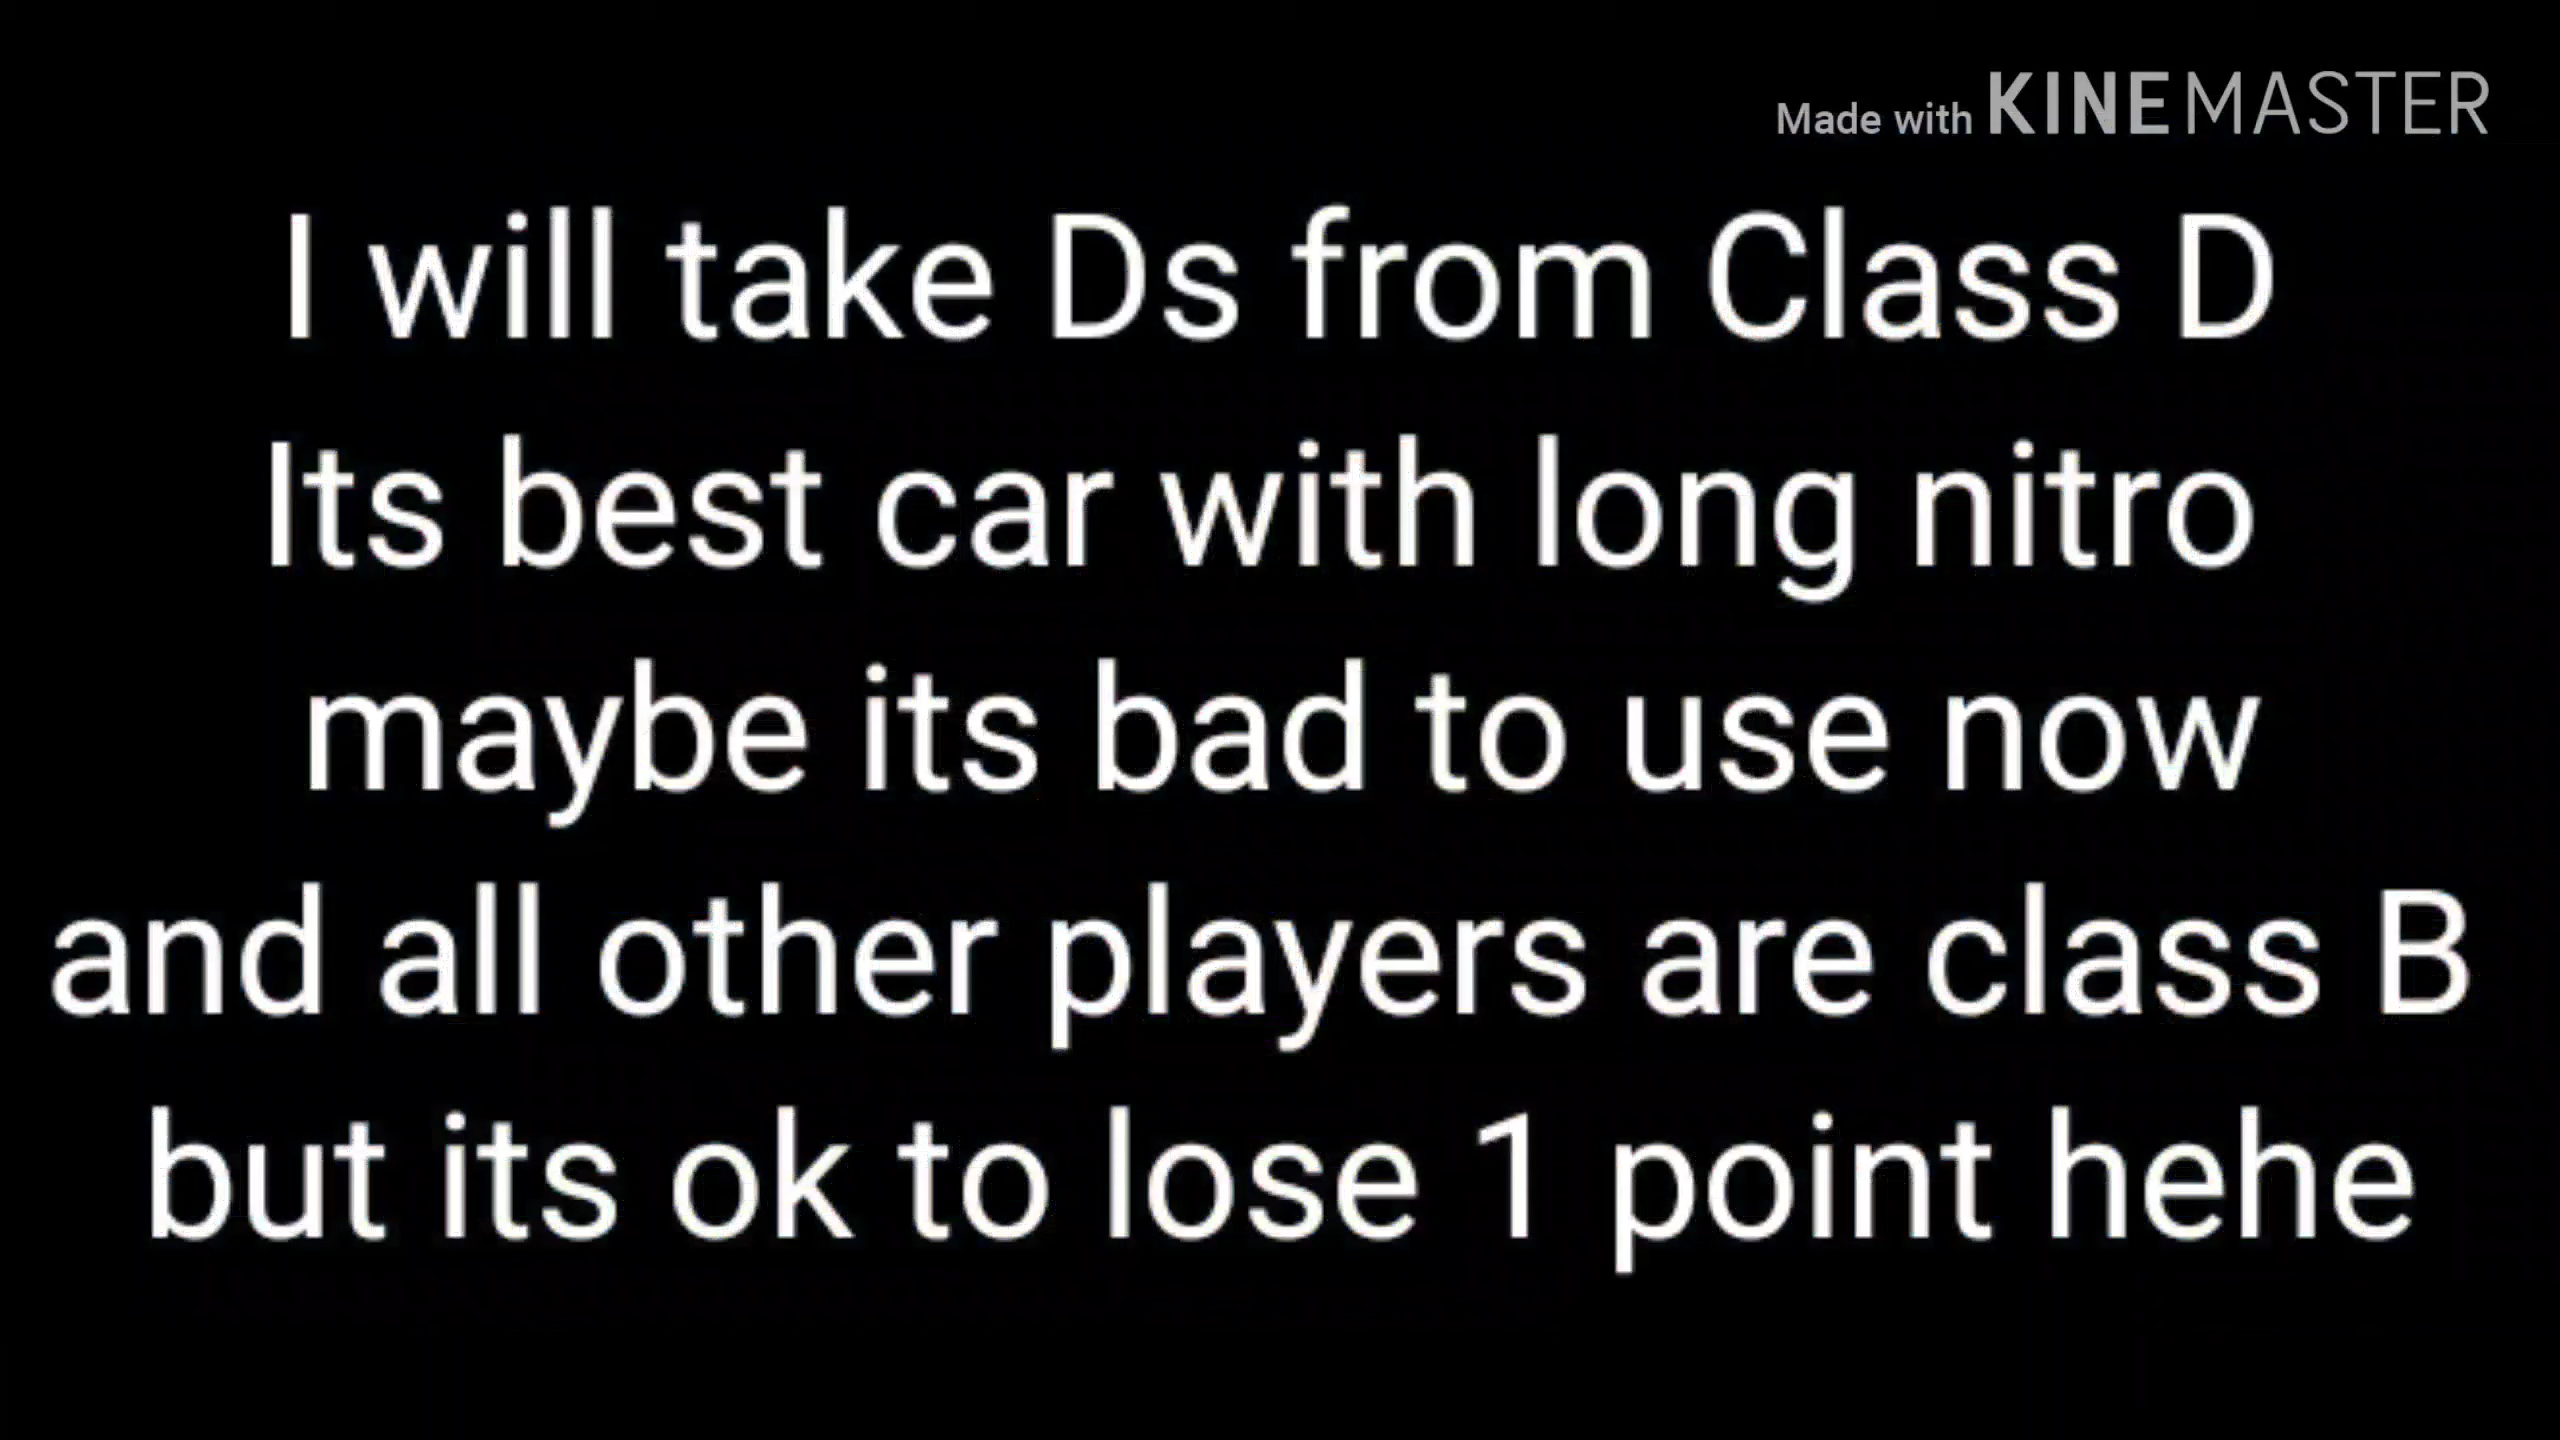 Made with KINEMASTER
I will take Ds from Class D
Its best car with long nitro
maybe its bad to use now
and all other players are class B
but its ok to lose 1 point hehe